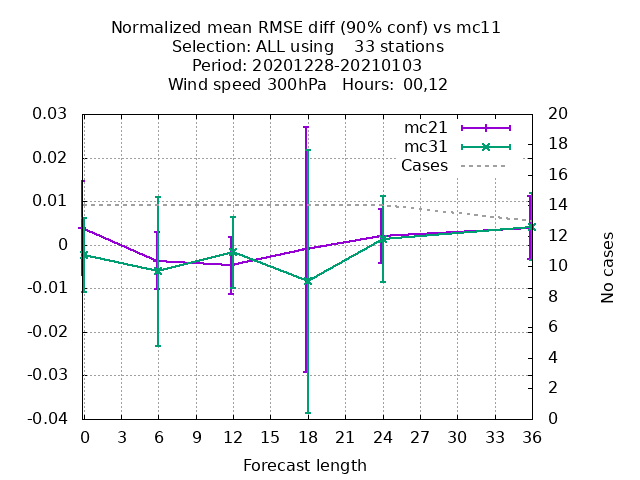 Normalized mean RMSE diff (90% conf) vs mc11
Selection: ALL using    33 stations
Period: 20201228-20210103
Wind speed 300hPa   Hours:  00,12
0.03
0.02
0.01
0
-0.01
-0.02
-0.03
-0.04
mc21
mc31
Cases
20
18
16
14
12
10
8
6
4
2
0
No cases
0 3 6 9 12 15 18 21 24 27 30 33 36
Forecast length